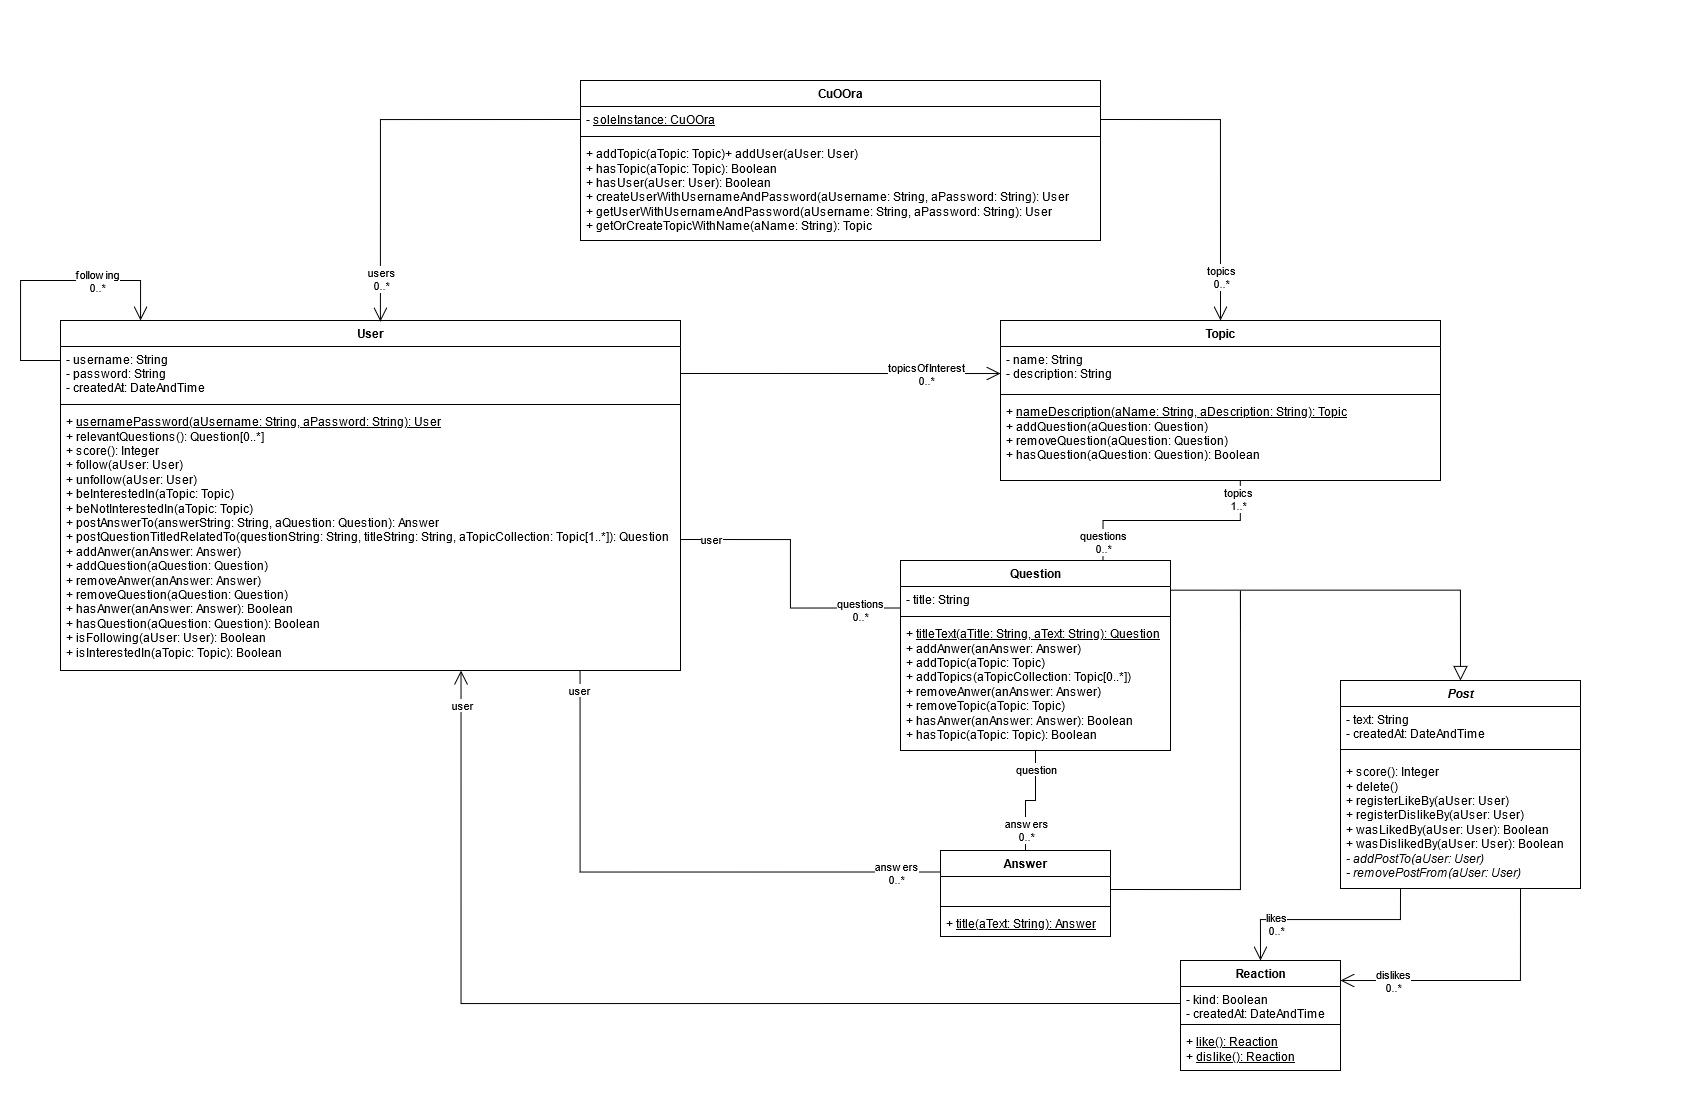 CuOOra
- soleInstance: CuOOra
+ addTopic(aTopic: Topic)+ addUser(aUser: User)
+ hasTopic(aTopic: Topic): Boolean
+ hasUser(aUser: User): Boolean
+ createUserWithUsernameAndPassword(aUsername: String, aPassword: String): User
+ getUserWithUsernameAndPassword(aUsername: String, aPassword: String): User
+ getOrCreateTopicWithName(aName: String): Topic
users
0..*
topics
0..*
following
0..*
User
- username: String
- password: String
- createdAt: DateAndTime
+ usernamePassword(aUsername: String, aPassword: String): User
+ relevantQuestions(): Question[0..*]
+ score(): Integer
+ follow(aUser: User)
+ unfollow(aUser: User)
+ beInterestedIn(aTopic: Topic)
+ beNotInterestedIn(aTopic: Topic)
+ postAnswerTo(answerString: String, aQuestion: Question): Answer
+ postQuestionTitledRelatedTo(questionString: String, titleString: String, aTopicCollection: Topic[1..*]): Question
+ addAnwer(anAnswer: Answer)
+ addQuestion(aQuestion: Question)
+ removeAnwer(anAnswer: Answer)
+ removeQuestion(aQuestion: Question)
+ hasAnwer(anAnswer: Answer): Boolean
+ hasQuestion(aQuestion: Question): Boolean
+ isFollowing(aUser: User): Boolean
+ isInterestedIn(aTopic: Topic): Boolean
topicsOfInterest
0..*
Topic
- name: String
- description: String
+ nameDescription(aName: String, aDescription: String): Topic
+ addQuestion(aQuestion: Question)
+ removeQuestion(aQuestion: Question)
+ hasQuestion(aQuestion: Question): Boolean
topics
1..*
questions
0..*
user
questions
0..*
Question
- title: String
+ titleText(aTitle: String, aText: String): Question
+ addAnwer(anAnswer: Answer)
+ addTopic(aTopic: Topic)
+ addTopics(aTopicCollection: Topic[0..*])
+ removeAnwer(anAnswer: Answer)
+ removeTopic(aTopic: Topic)
+ hasAnwer(anAnswer: Answer): Boolean
+ hasTopic(aTopic: Topic): Boolean
user
user
question
answers
0..*
answers
0..*
Answer
+ title(aText: String): Answer
Post
- text: String
- createdAt: DateAndTime
+ score(): Integer
+ delete()
+ registerLikeBy(aUser: User)
+ registerDislikeBy(aUser: User)
+ wasLikedBy(aUser: User): Boolean
+ wasDislikedBy(aUser: User): Boolean
- addPostTo(aUser: User)
- removePostFrom(aUser: User)
likes
0..*
dislikes
0..*
Reaction
- kind: Boolean
- createdAt: DateAndTime
+ like(): Reaction
+ dislike(): Reaction